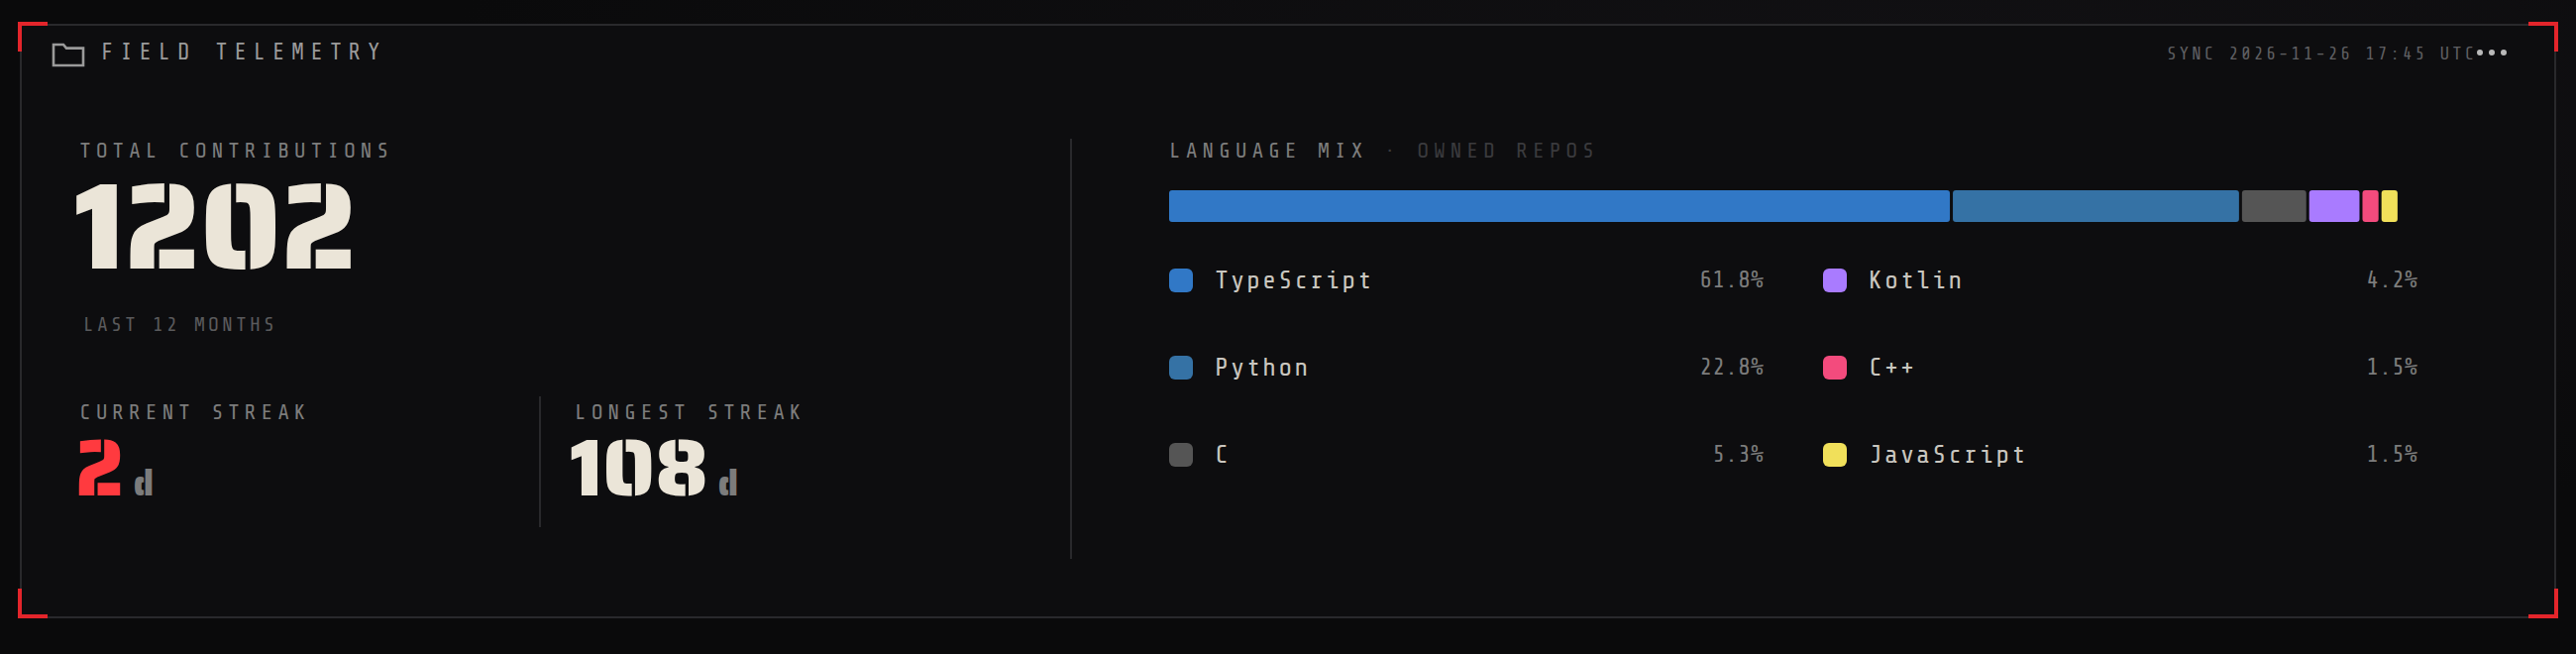 FIELD TELEMETRY
SYNC 2026-11-26 17:45 UTC
TOTAL CONTRIBUTIONS
1202
LAST 12 MONTHS
CURRENT STREAK
2 d
LONGEST STREAK
108 d
LANGUAGE MIX · OWNED REPOS
TypeScript 61.8%
Kotlin 4.2%
Python 22.8%
C++ 1.5%
C 5.3%
JavaScript 1.5%